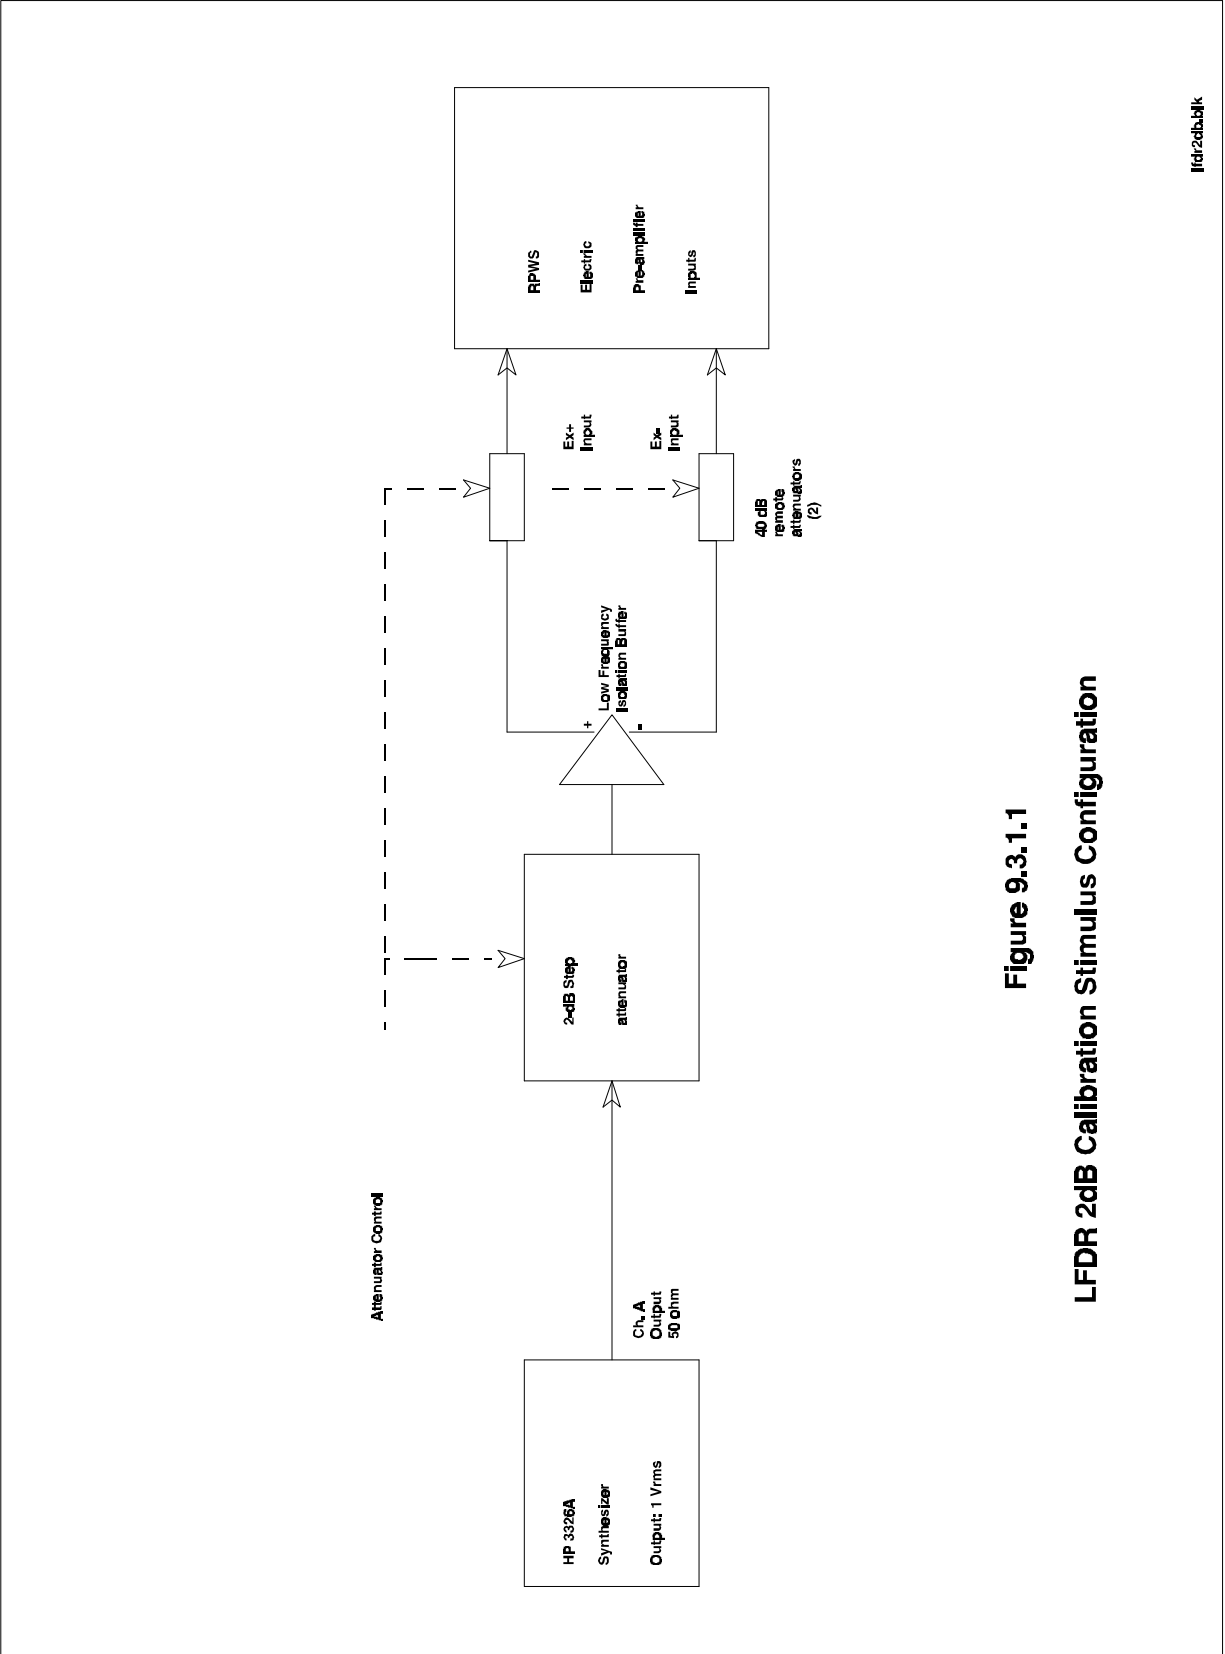 Attenuator Control
HP 3326A
Synthesizer
Output: 1 Vrms
Ch. A
Output
50 ohm
2-dB Step
attenuator
+
-
Low Frequency
Isolation Buffer
40 dB
remote
attenuators
(2)
Ex+
Input
Ex-
Input
RPWS
Electric
Pre-amplifier
Inputs
Figure 9.3.1.1
LFDR 2dB Calibration Stimulus Configuration
lfdr2db.blk